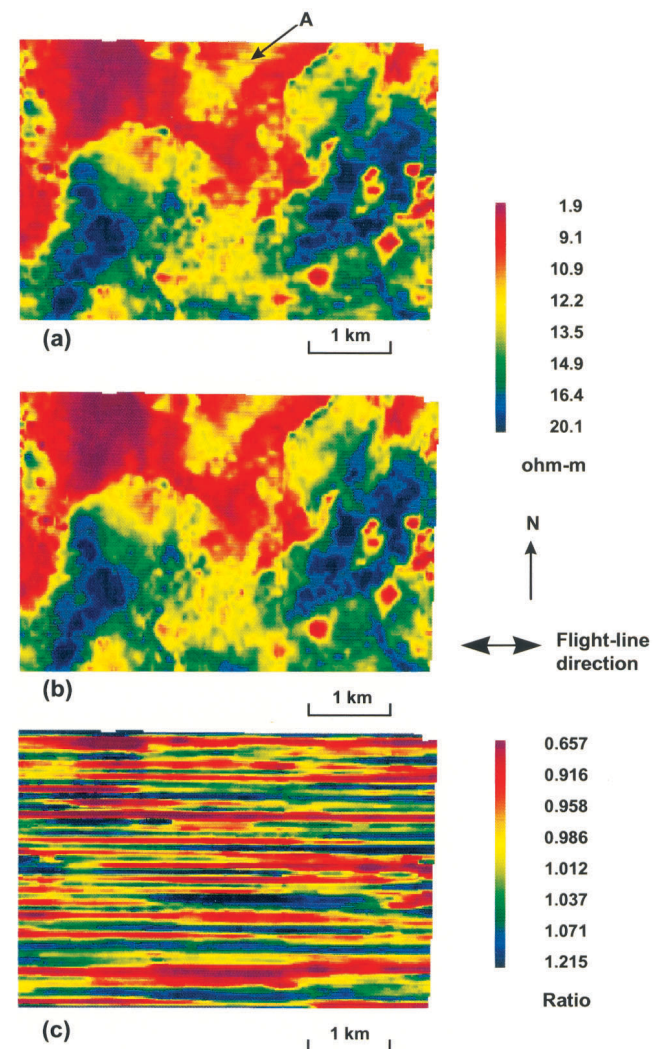 A
(a)
1 km
1.9
9.1
10.9
12.2
13.5
14.9
16.4
20.1
ohm-m
N
Flight-line
direction
(b)
1 km
0.657
0.916
0.958
0.986
1.012
1.037
1.071
1.215
Ratio
(c)
1 km